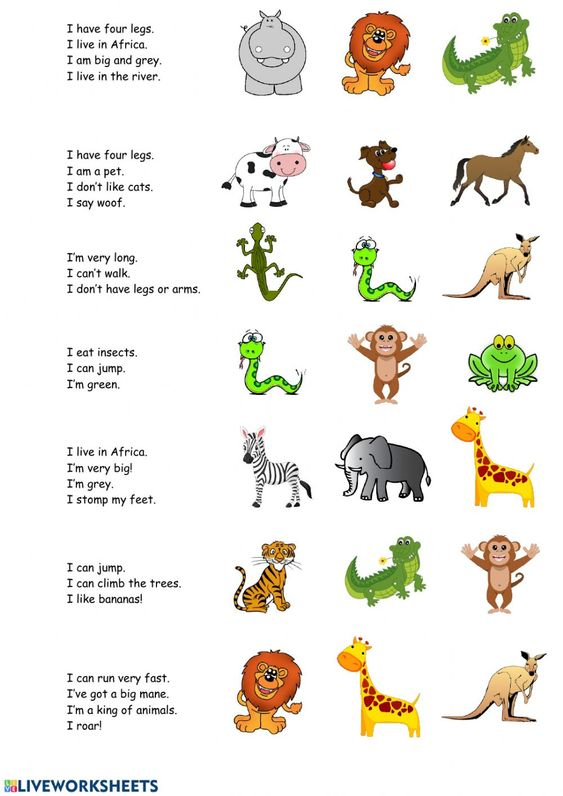 I have four legs.
I live in Africa.
I am big and grey.
I live in the river.
I have four legs.
I am a pet.
I don't like cats.
I say woof.
I'm very long.
I can't walk.
I don't have legs or arms.
I eat insects.
I can jump.
I'm green.
I live in Africa.
I'm very big!
I'm grey.
I stomp my feet.
I can jump.
I can climb the trees.
I like bananas!
I can run very fast.
I've got a big mane.
I'm a king of animals.
I roar!
LIVEWORKSHEETS